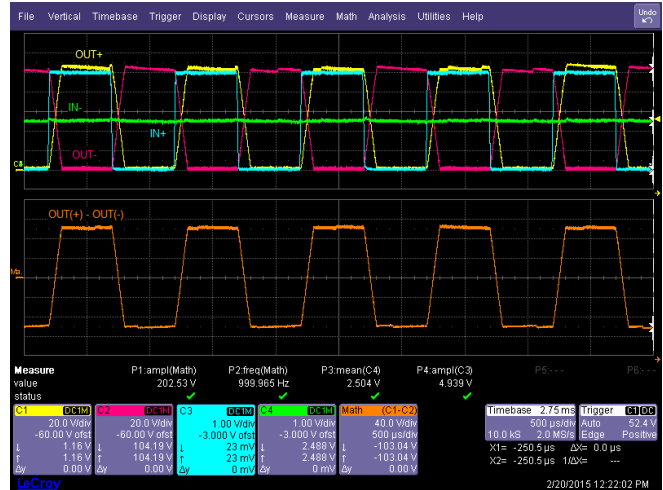 File Vertical Timebase Trigger Display Cursors Measure Math Analysis Utilities Help Undo
OUT+
IN-
IN+
OUT-
OUT(+) - OUT(-)
Measure P1:ampl(Math) P2:freq(Math) P3:mean(C4) P4:ampl(C3) P5:- - - P6:- - -
value 202.53 V 999.965 Hz 2.504 V 4.939 V
status
C1 DC1M C2 DC1M C3 DC1M C4 DC1M Math (C1-C2) Timebase 2.75 ms Trigger C1 DC
20.0 V/div 20.0 V/div 1.00 V/div 1.00 V/div 40.0 V/div 500 µs/div Auto 52.4 V
-60.00 V ofst -60.00 V ofst -3.000 V ofst -3.000 V ofst 500 µs/div 10.0 kS 2.0 MS/s Edge Positive
↓ 1.16 V ↓ 104.19 V ↓ 23 mV ↓ 2.488 V ↓ -103.04 V X1= -250.5 µs ΔX= 0.0 µs
↑ 1.16 V ↑ 104.19 V ↑ 23 mV ↑ 2.488 V ↑ -103.04 V X2= -250.5 µs 1/ΔX= ---
Δy 0.00 V Δy 0.00 V Δy 0 mV Δy 0 mV Δy 0.00 V
LeCroy 2/20/2015 12:22:02 PM